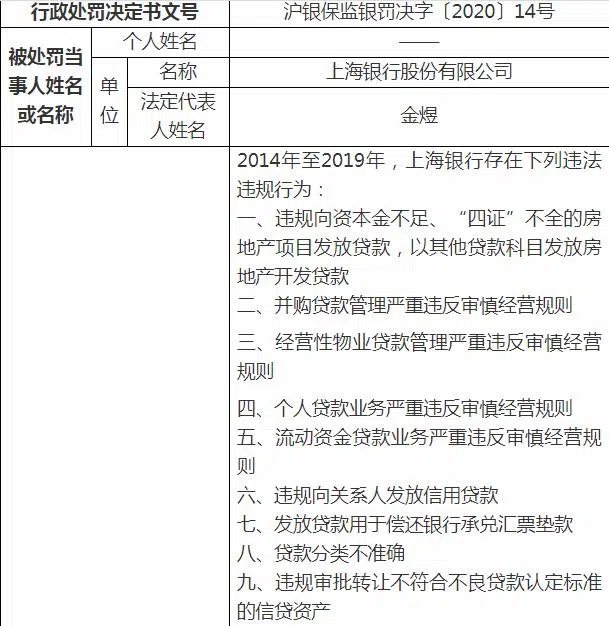 行政处罚决定书文号
沪银保监银罚决字〔2020〕14号
被处罚当
事人姓名
或名称
个人姓名
——
单
位
名称
上海银行股份有限公司
法定代表
人姓名
金煜
2014年至2019年，上海银行存在下列违法
违规行为：
一、违规向资本金不足、“四证”不全的房
地产项目发放贷款，以其他贷款科目发放房
地产开发贷款
二、并购贷款管理严重违反审慎经营规则
三、经营性物业贷款管理严重违反审慎经营
规则
四、个人贷款业务严重违反审慎经营规则
五、流动资金贷款业务严重违反审慎经营规
则
六、违规向关系人发放信用贷款
七、发放贷款用于偿还银行承兑汇票垫款
八、贷款分类不准确
九、违规审批转让不符合不良贷款认定标准
的信贷资产